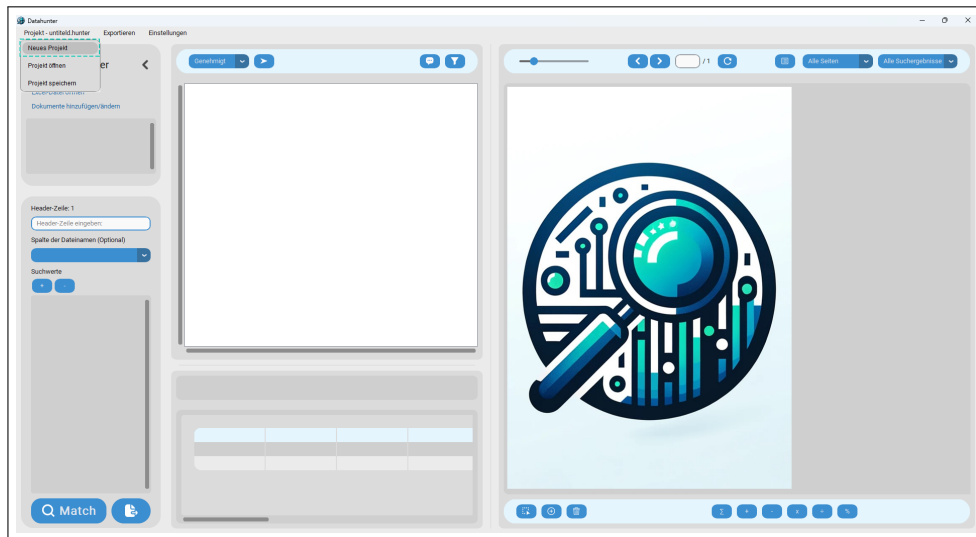 Datahunter
Projekt - untiteld.hunter Exportieren Einstellungen
Neues Projekt
Projekt öffnen
Projekt speichern
er
Dokumente hinzufügen/ändern
Header-Zeile: 1
Header-Zeile eingeben:
Spalte der Dateinamen (Optional)
Suchwerte
+ -
Match
Genehmigt
/ 1
Alle Seiten
Alle Suchergebnisse
Σ + - x ÷ %